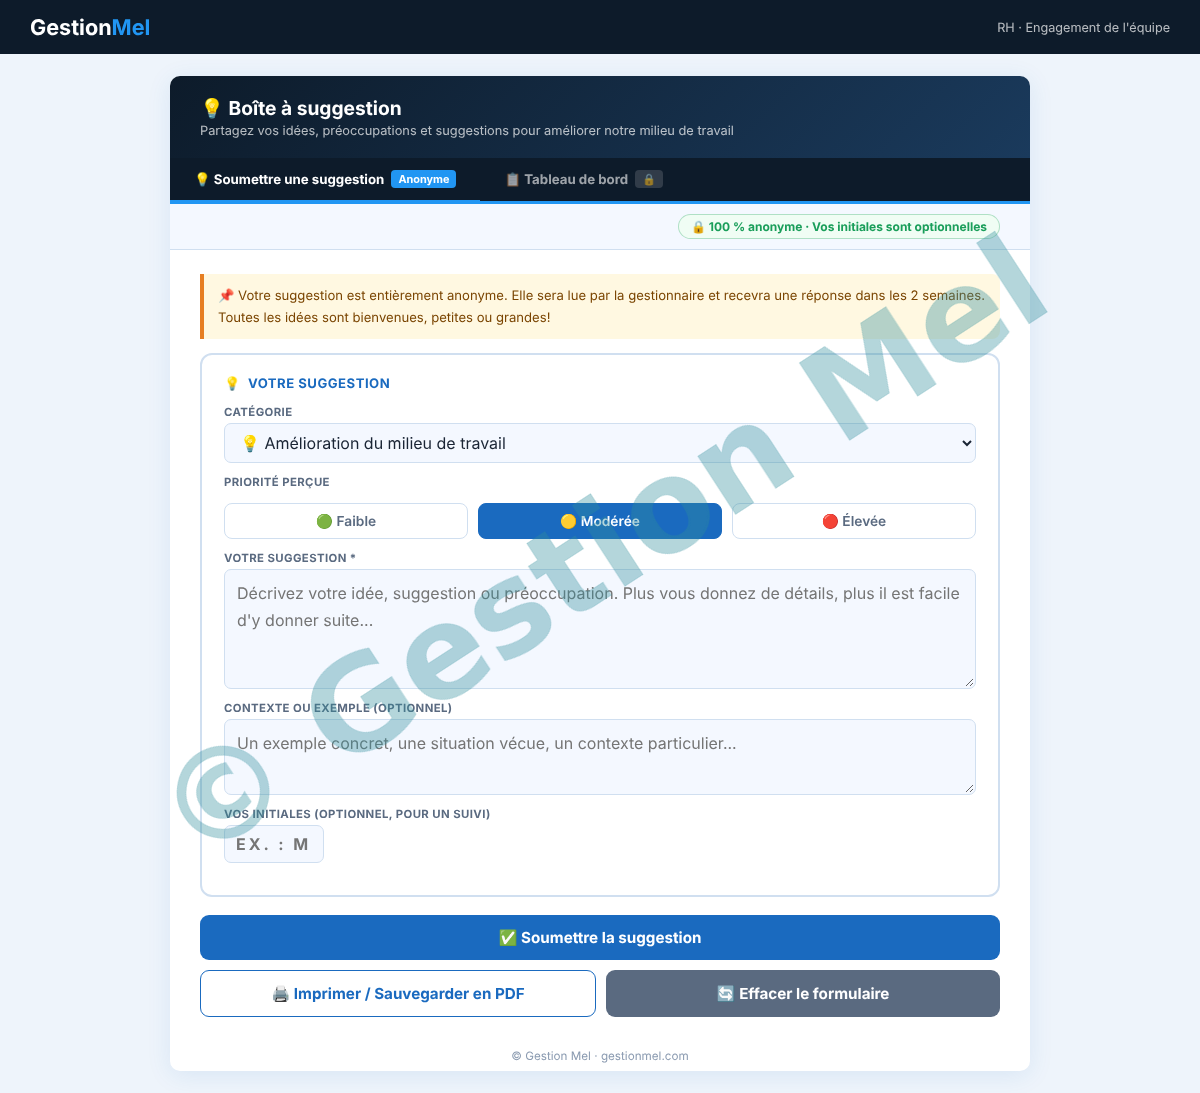 GestionMel
RH · Engagement de l'équipe
💡 Boîte à suggestion
Partagez vos idées, préoccupations et suggestions pour améliorer notre milieu de travail
💡 Soumettre une suggestion Anonyme
📋 Tableau de bord 🔒
🔒 100 % anonyme · Vos initiales sont optionnelles
📌 Votre suggestion est entièrement anonyme. Elle sera lue par la gestionnaire et recevra une réponse dans les 2 semaines.
Toutes les idées sont bienvenues, petites ou grandes!
💡 VOTRE SUGGESTION
CATÉGORIE
💡 Amélioration du milieu de travail
PRIORITÉ PERÇUE
🟢 Faible
🟡 Modérée
🔴 Élevée
VOTRE SUGGESTION *
Décrivez votre idée, suggestion ou préoccupation. Plus vous donnez de détails, plus il est facile
d'y donner suite...
CONTEXTE OU EXEMPLE (OPTIONNEL)
Un exemple concret, une situation vécue, un contexte particulier...
VOS INITIALES (OPTIONNEL, POUR UN SUIVI)
EX. : M
✅ Soumettre la suggestion
🖨️ Imprimer / Sauvegarder en PDF
🔄 Effacer le formulaire
© Gestion Mel · gestionmel.com
© Gestion Mel